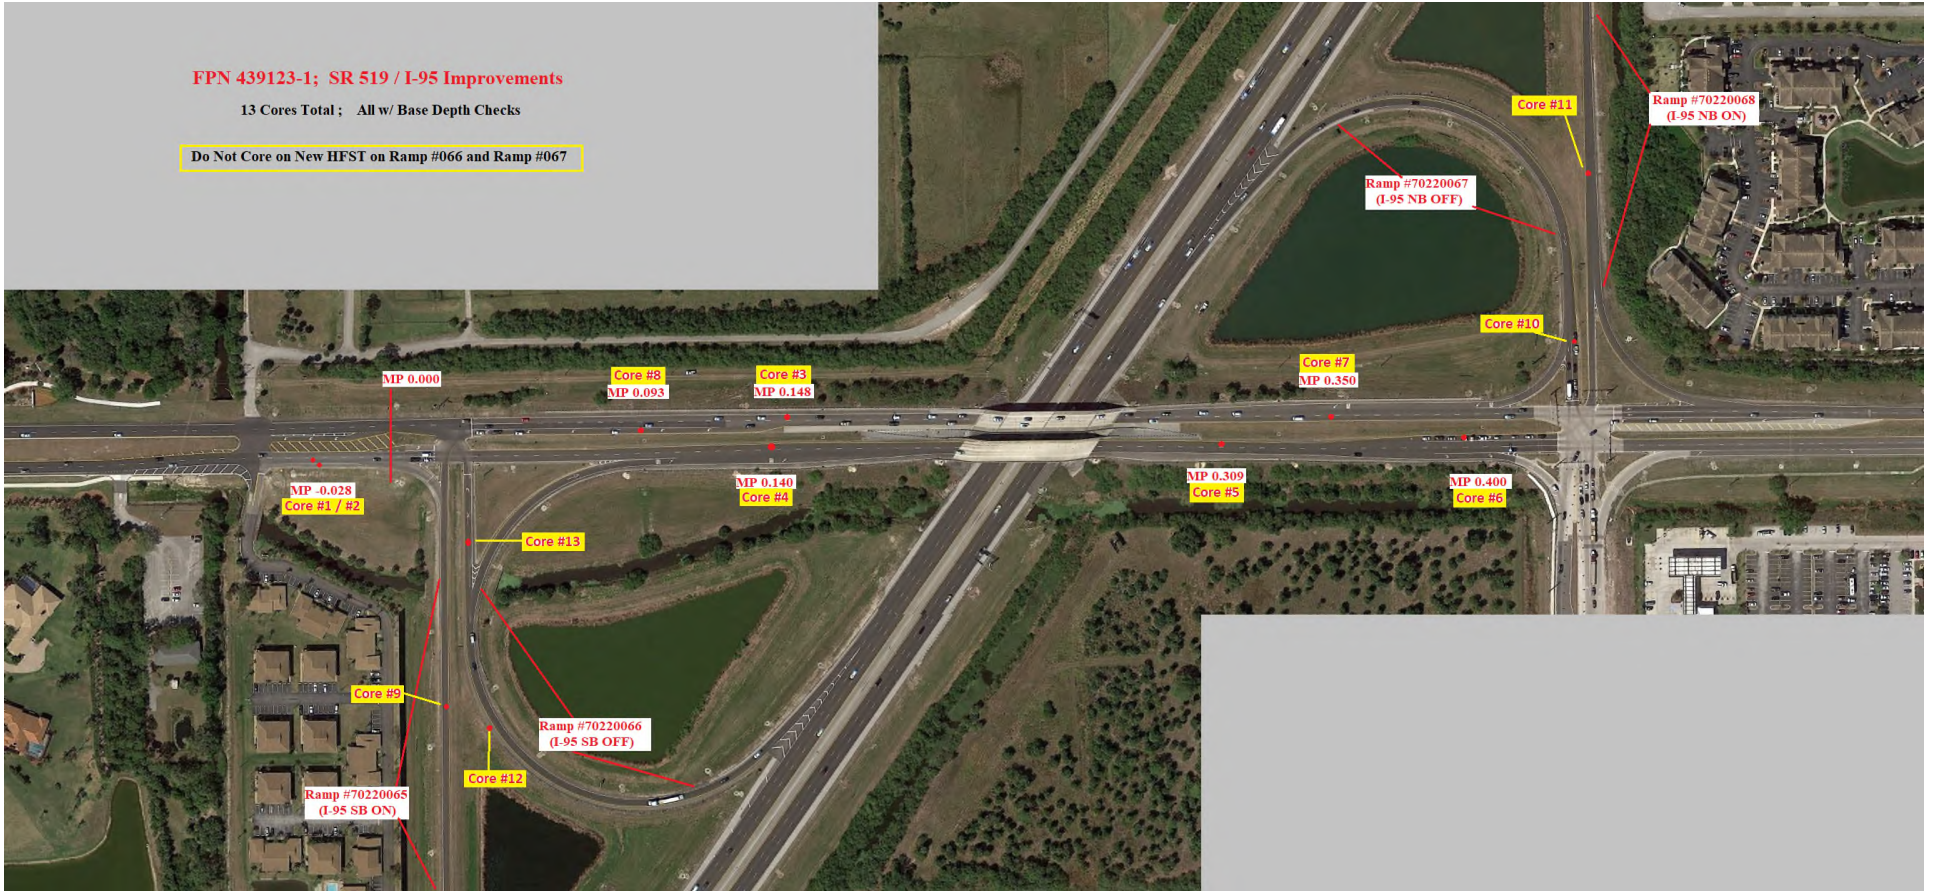 FPN 439123-1;  SR 519 / I-95 Improvements
13 Cores Total ;   All w/ Base Depth Checks
Do Not Core on New HFST on Ramp #066 and Ramp #067
Core #11
Ramp #70220068
(I-95 NB ON)
Ramp #70220067
(I-95 NB OFF)
Core #10
MP 0.000
Core #8
MP 0.093
Core #3
MP 0.148
Core #7
MP 0.350
MP -0.028
Core #1 / #2
MP 0.140
Core #4
MP 0.309
Core #5
MP 0.400
Core #6
Core #13
Core #9
Ramp #70220066
(I-95 SB OFF)
Core #12
Ramp #70220065
(I-95 SB ON)